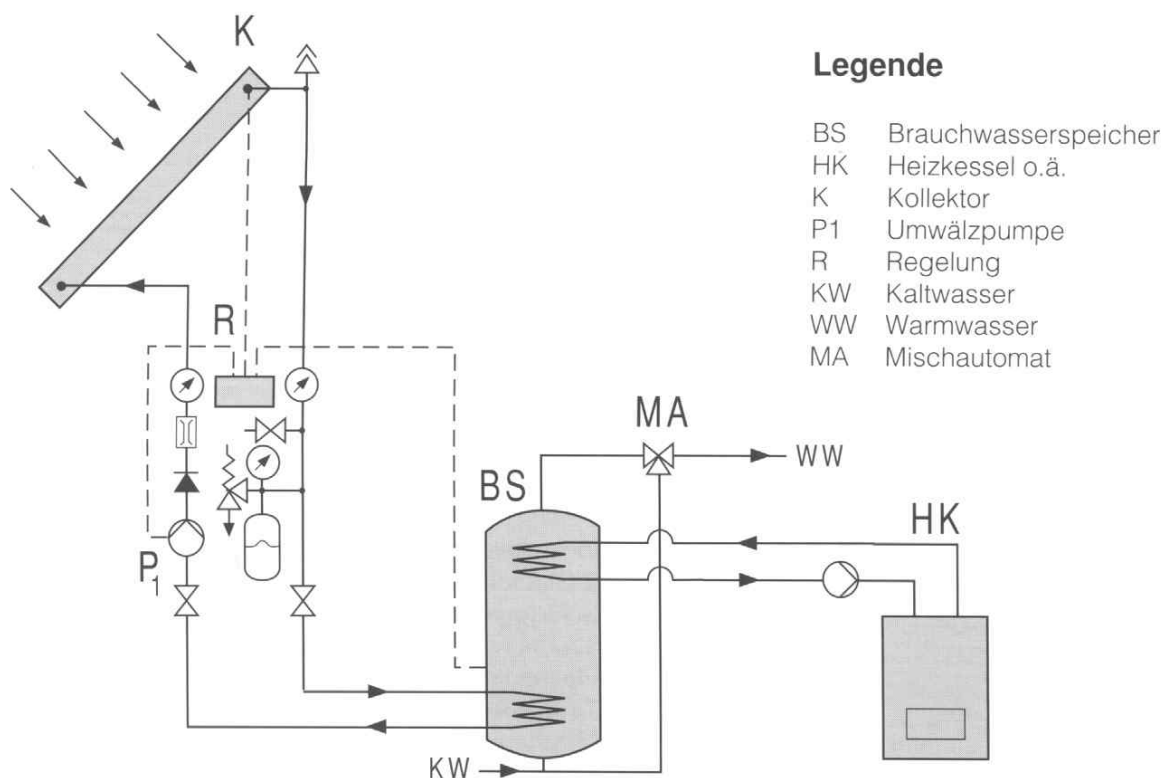 K
Legende
BS Brauchwasserspeicher
HK Heizkessel o.ä.
K Kollektor
P1 Umwälzpumpe
R Regelung
KW Kaltwasser
WW Warmwasser
MA Mischautomat
R
MA
WW
BS
HK
P1
KW